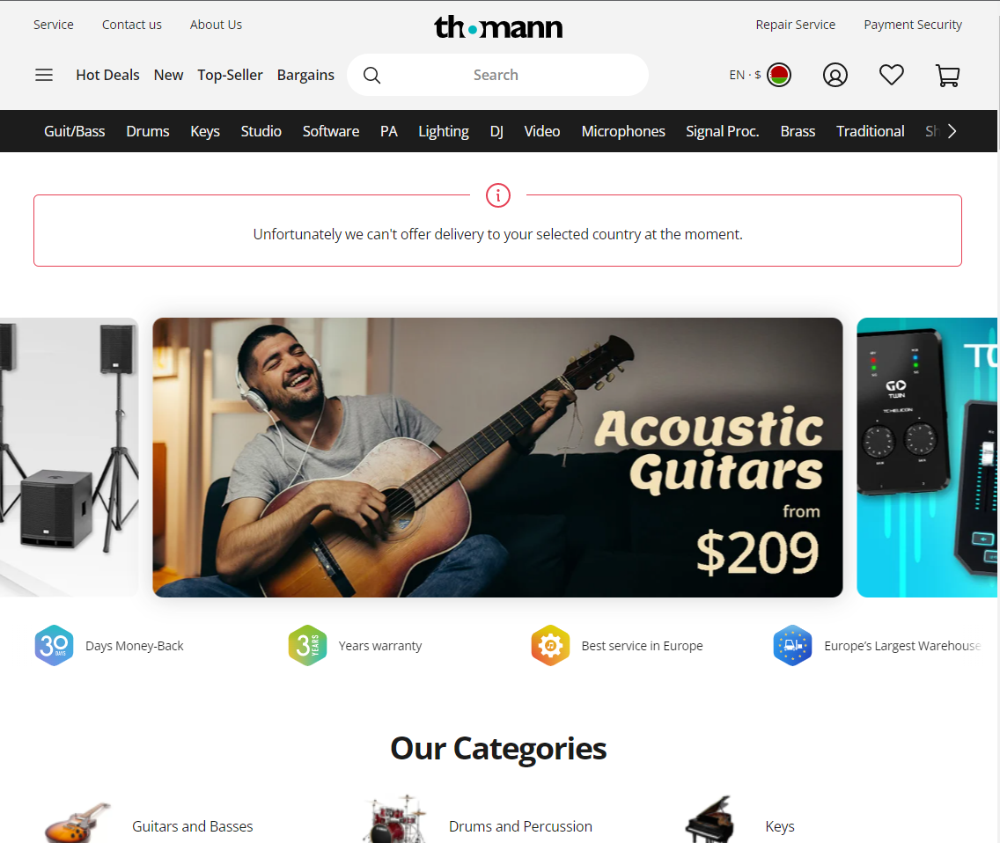 Service Contact us About Us thomann Repair Service Payment Security
Hot Deals New Top-Seller Bargains Search EN · $
Guit/Bass Drums Keys Studio Software PA Lighting DJ Video Microphones Signal Proc. Brass Traditional Sh
Unfortunately we can't offer delivery to your selected country at the moment.
Acoustic
Guitars
from
$209
GO
TWIN
TC HELICON
TC
30 DAYS Days Money-Back
3 YEARS Years warranty
Best service in Europe
Europe's Largest Warehouse
Our Categories
Guitars and Basses
Drums and Percussion
Keys